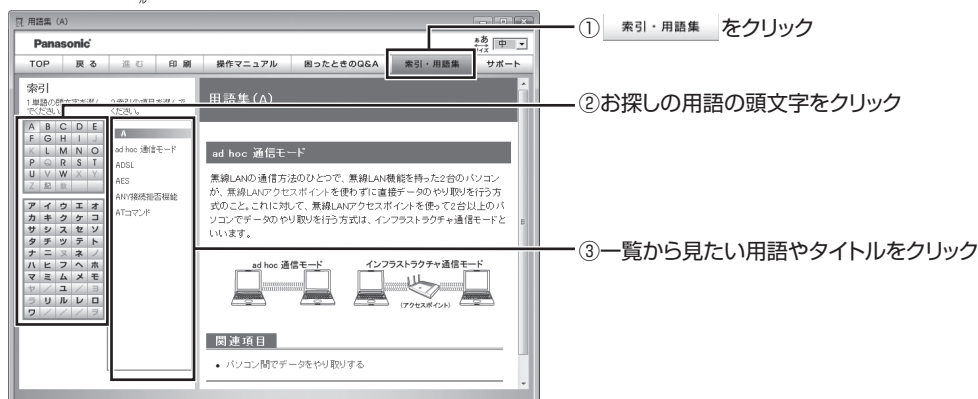 ル
用語集 (A)
Panasonic
あぁ 中
サイズ
TOP 戻る 進む 印刷 操作マニュアル 困ったときのQ&A 索引・用語集 サポート
索引
用語集(A)
A B C D E
F G H I J
K L M N O
P Q R S T
U V W X Y
Z 記 数
ア イ ウ エ オ
カ キ ク ケ コ
サ シ ス セ ソ
タ チ ツ テ ト
ナ ニ ヌ ネ ノ
ハ ヒ フ ヘ ホ
マ ミ ム メ モ
ヤ ／ ユ ／ ヨ
ラ リ ル レ ロ
ワ ／ ／ ／ ヲ
A
ad hoc 通信モード
ADSL
AES
ANY接続拒否機能
ATコマンド
ad hoc 通信モード
無線LANの通信方法のひとつで、無線LAN機能を持った2台のパソコン
が、無線LANアクセスポイントを使わずに直接データのやり取りを行う方
式のこと。これに対して、無線LANアクセスポイントを使って2台以上のパ
ソコンでデータのやり取りを行う方式は、インフラストラクチャ通信モードと
いいます。
ad hoc 通信モード インフラストラクチャ通信モード
(アクセスポイント)
関連項目
• パソコン間でデータをやり取りする
① 索引・用語集 をクリック
②お探しの用語の頭文字をクリック
③一覧から見たい用語やタイトルをクリック